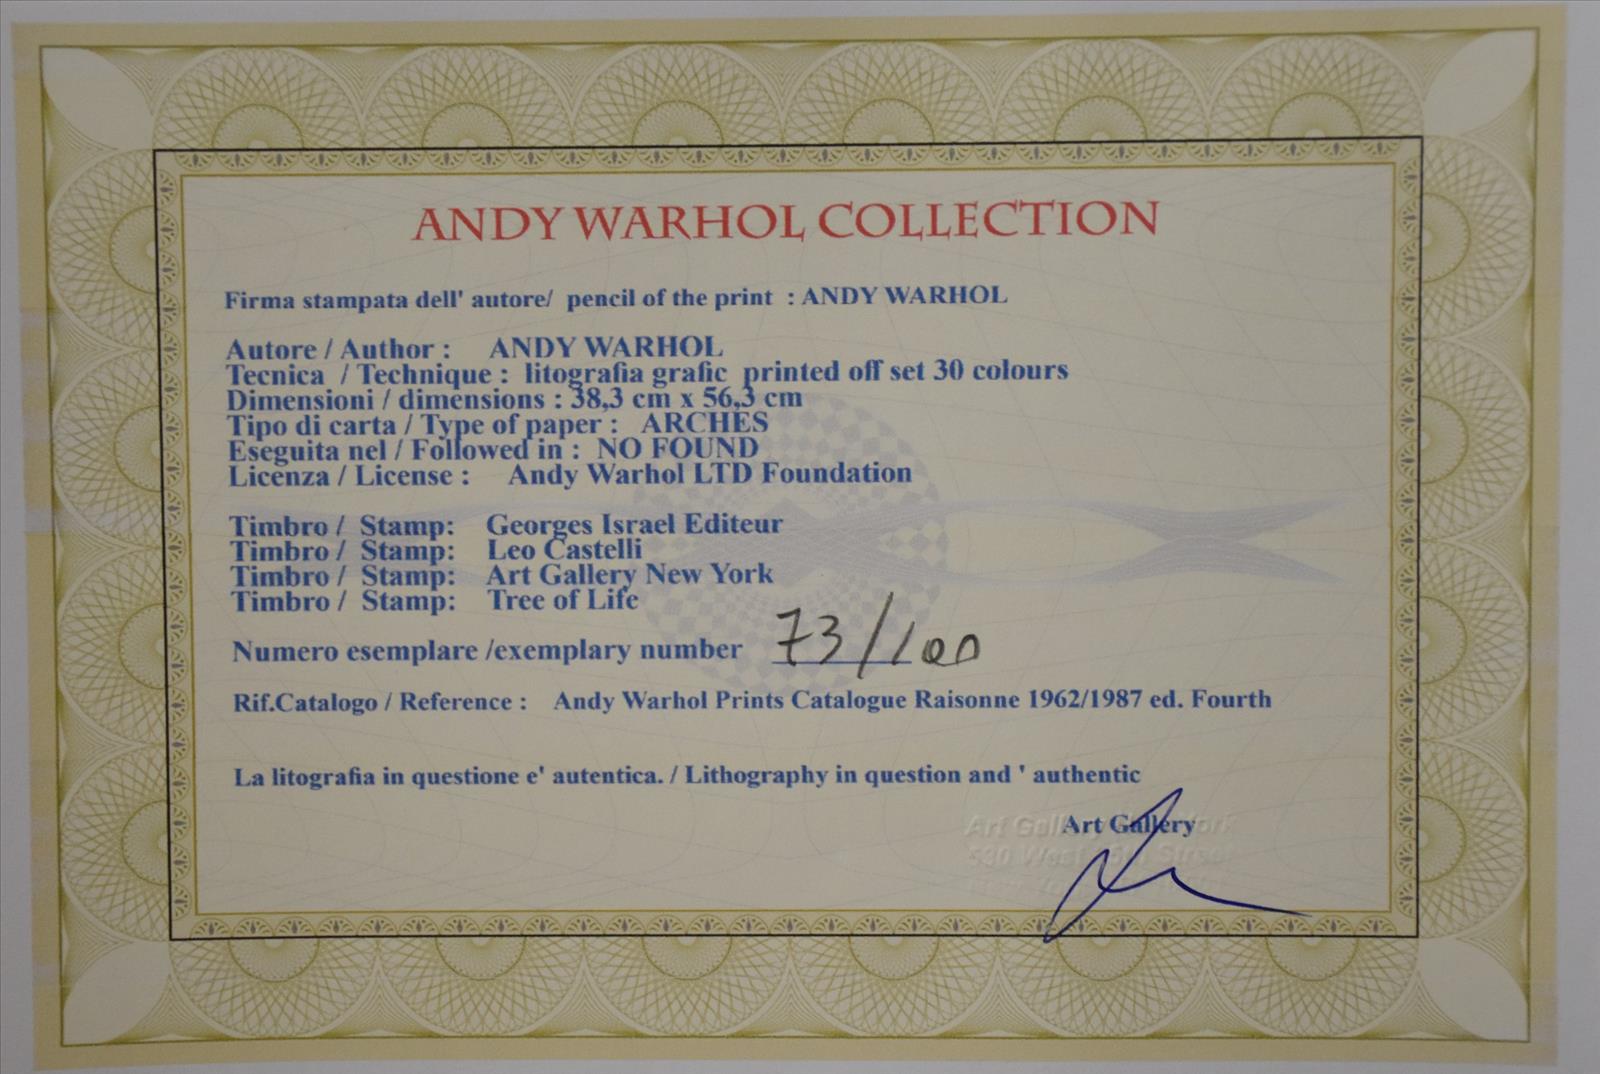 ANDY WARHOL COLLECTION
Firma stampata dell' autore/ pencil of the print : ANDY WARHOL
Autore / Author : ANDY WARHOL
Tecnica / Technique : litografia grafic printed off set 30 colours
Dimensioni / dimensions : 38,3 cm x 56,3 cm
Tipo di carta / Type of paper : ARCHES
Eseguita nel / Followed in : NO FOUND
Licenza / License : Andy Warhol LTD Foundation
Timbro / Stamp: Georges Israel Editeur
Timbro / Stamp: Leo Castelli
Timbro / Stamp: Art Gallery New York
Timbro / Stamp: Tree of Life
Numero esemplare /exemplary number 73/100
Rif.Catalogo / Reference : Andy Warhol Prints Catalogue Raisonne 1962/1987 ed. Fourth
La litografia in questione e' autentica. / Lithography in question and ' authentic
Art Gallery
Art
530 West Street